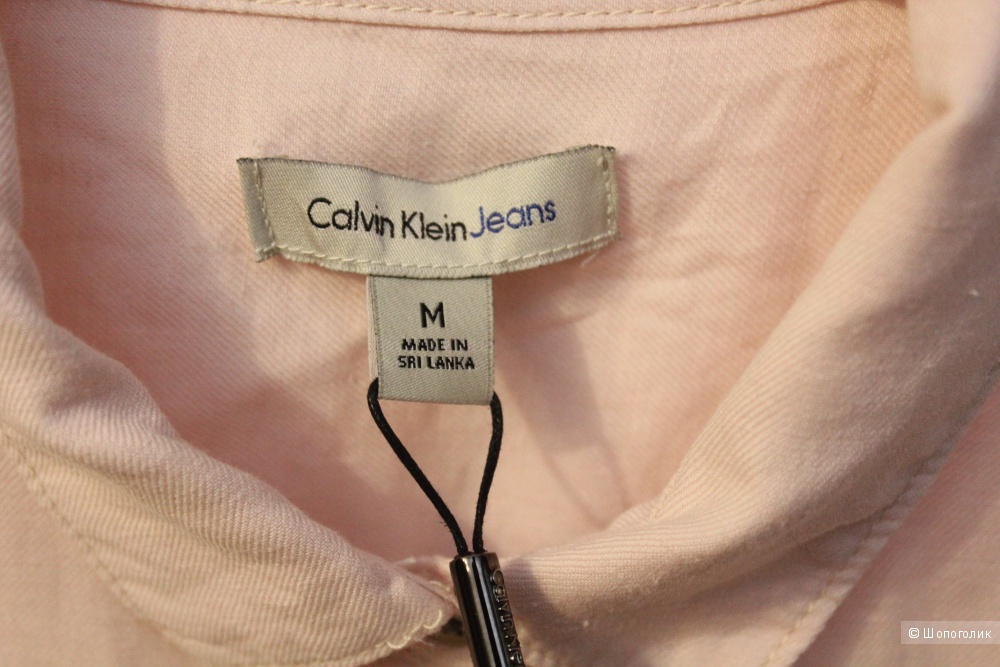 Calvin Klein Jeans
M
MADE IN
SRI LANKA
© Шопоголик